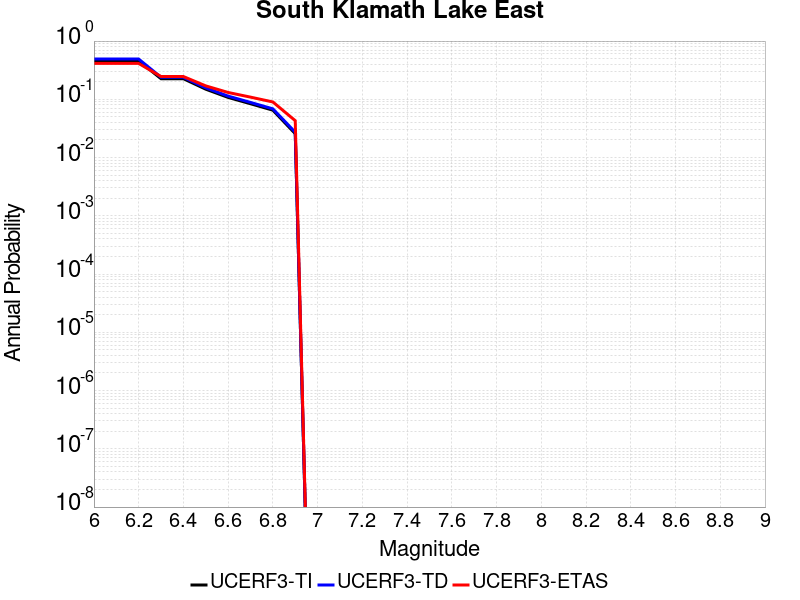 South Klamath Lake East
10^0
10^-1
10^-2
10^-3
10^-4
10^-5
10^-6
10^-7
10^-8
Annual Probability
6 6.2 6.4 6.6 6.8 7 7.2 7.4 7.6 7.8 8 8.2 8.4 8.6 8.8 9
Magnitude
UCERF3-TI UCERF3-TD UCERF3-ETAS